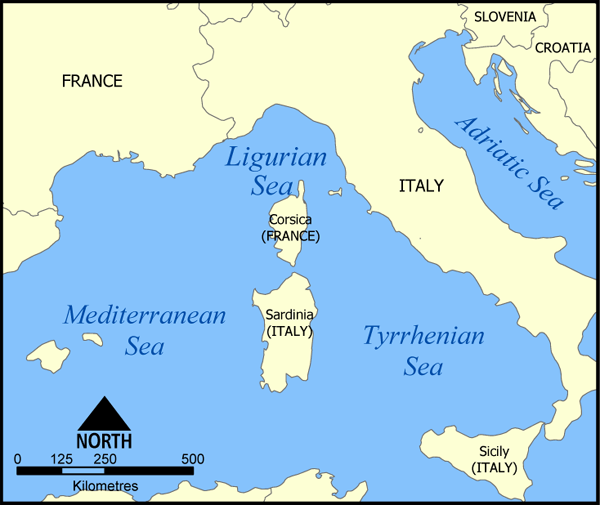 SLOVENIA
CROATIA
FRANCE
Adriatic Sea
Ligurian
Sea
ITALY
Corsica
(FRANCE)
Mediterranean
Sea
Sardinia
(ITALY)
Tyrrhenian
Sea
NORTH
0 125 250 500
Kilometres
Sicily
(ITALY)